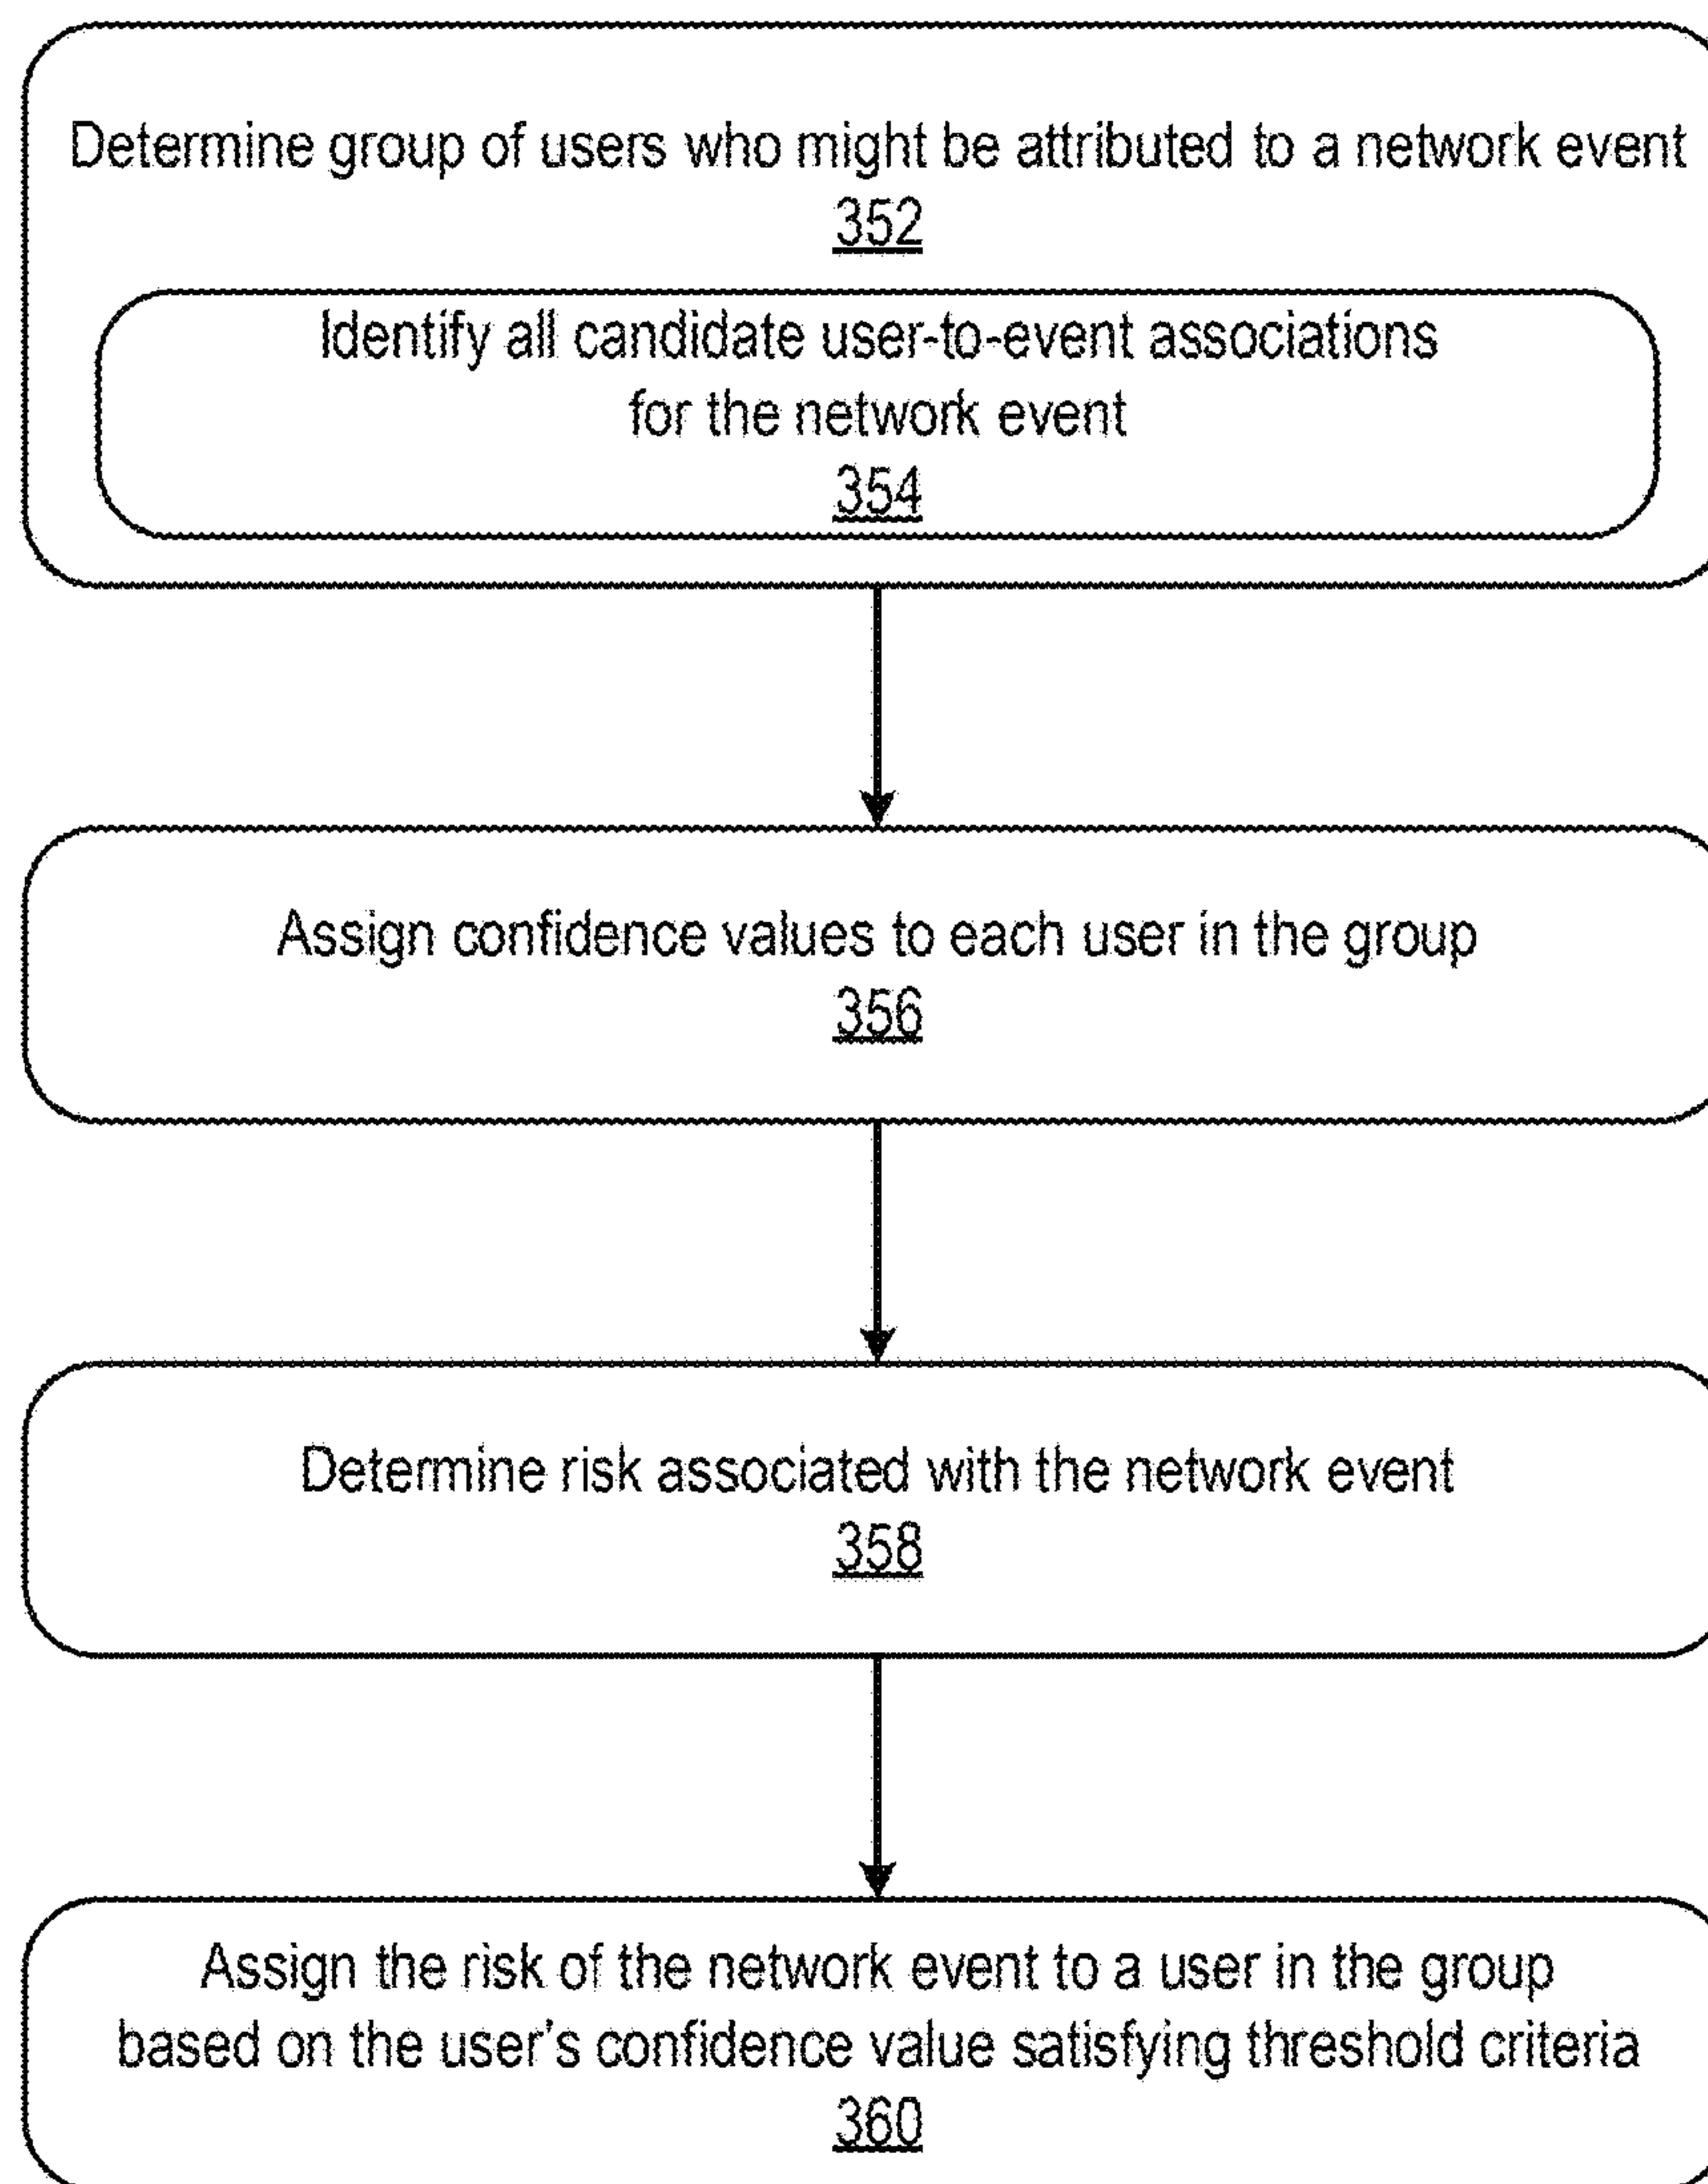 Determine group of users who might be attributed to a network event
352
Identify all candidate user-to-event associations
for the network event
354
Assign confidence values to each user in the group
356
Determine risk associated with the network event
358
Assign the risk of the network event to a user in the group
based on the user's confidence value satisfying threshold criteria
360